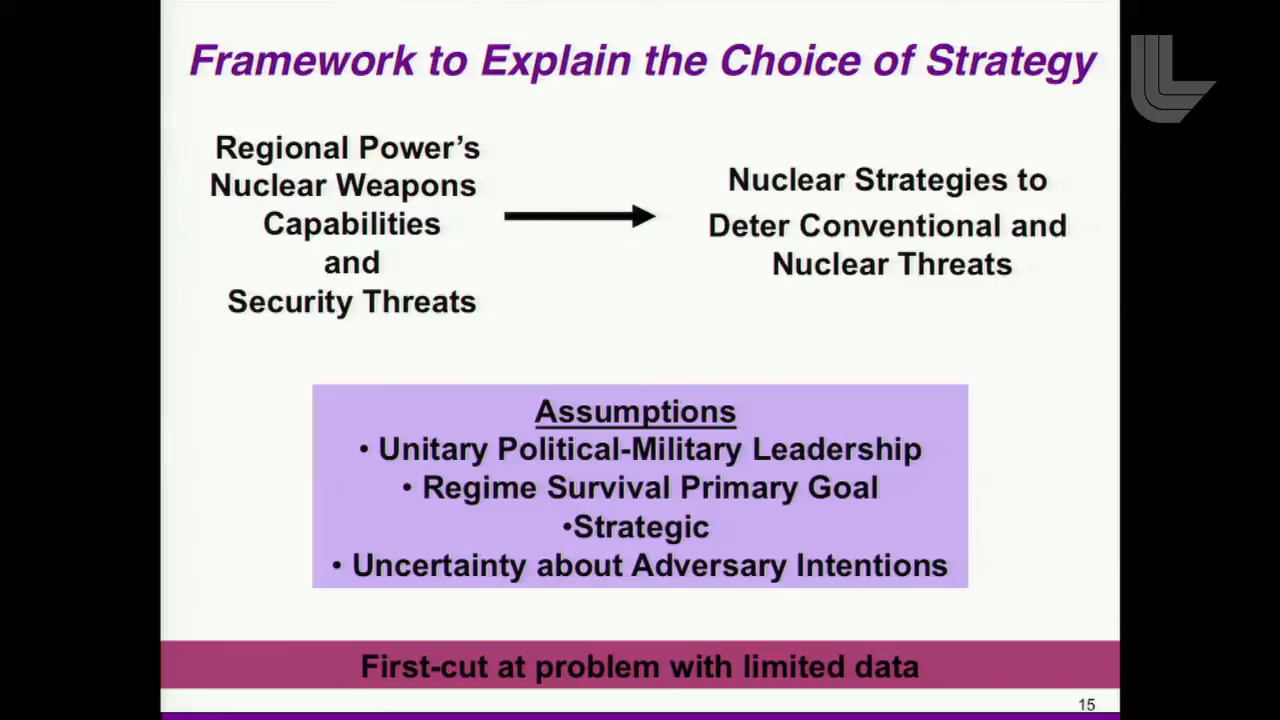 Framework to Explain the Choice of Strategy
Regional Power's
Nuclear Weapons
Capabilities
and
Security Threats
Nuclear Strategies to
Deter Conventional and
Nuclear Threats
Assumptions
• Unitary Political-Military Leadership
• Regime Survival Primary Goal
•Strategic
• Uncertainty about Adversary Intentions
First-cut at problem with limited data
15